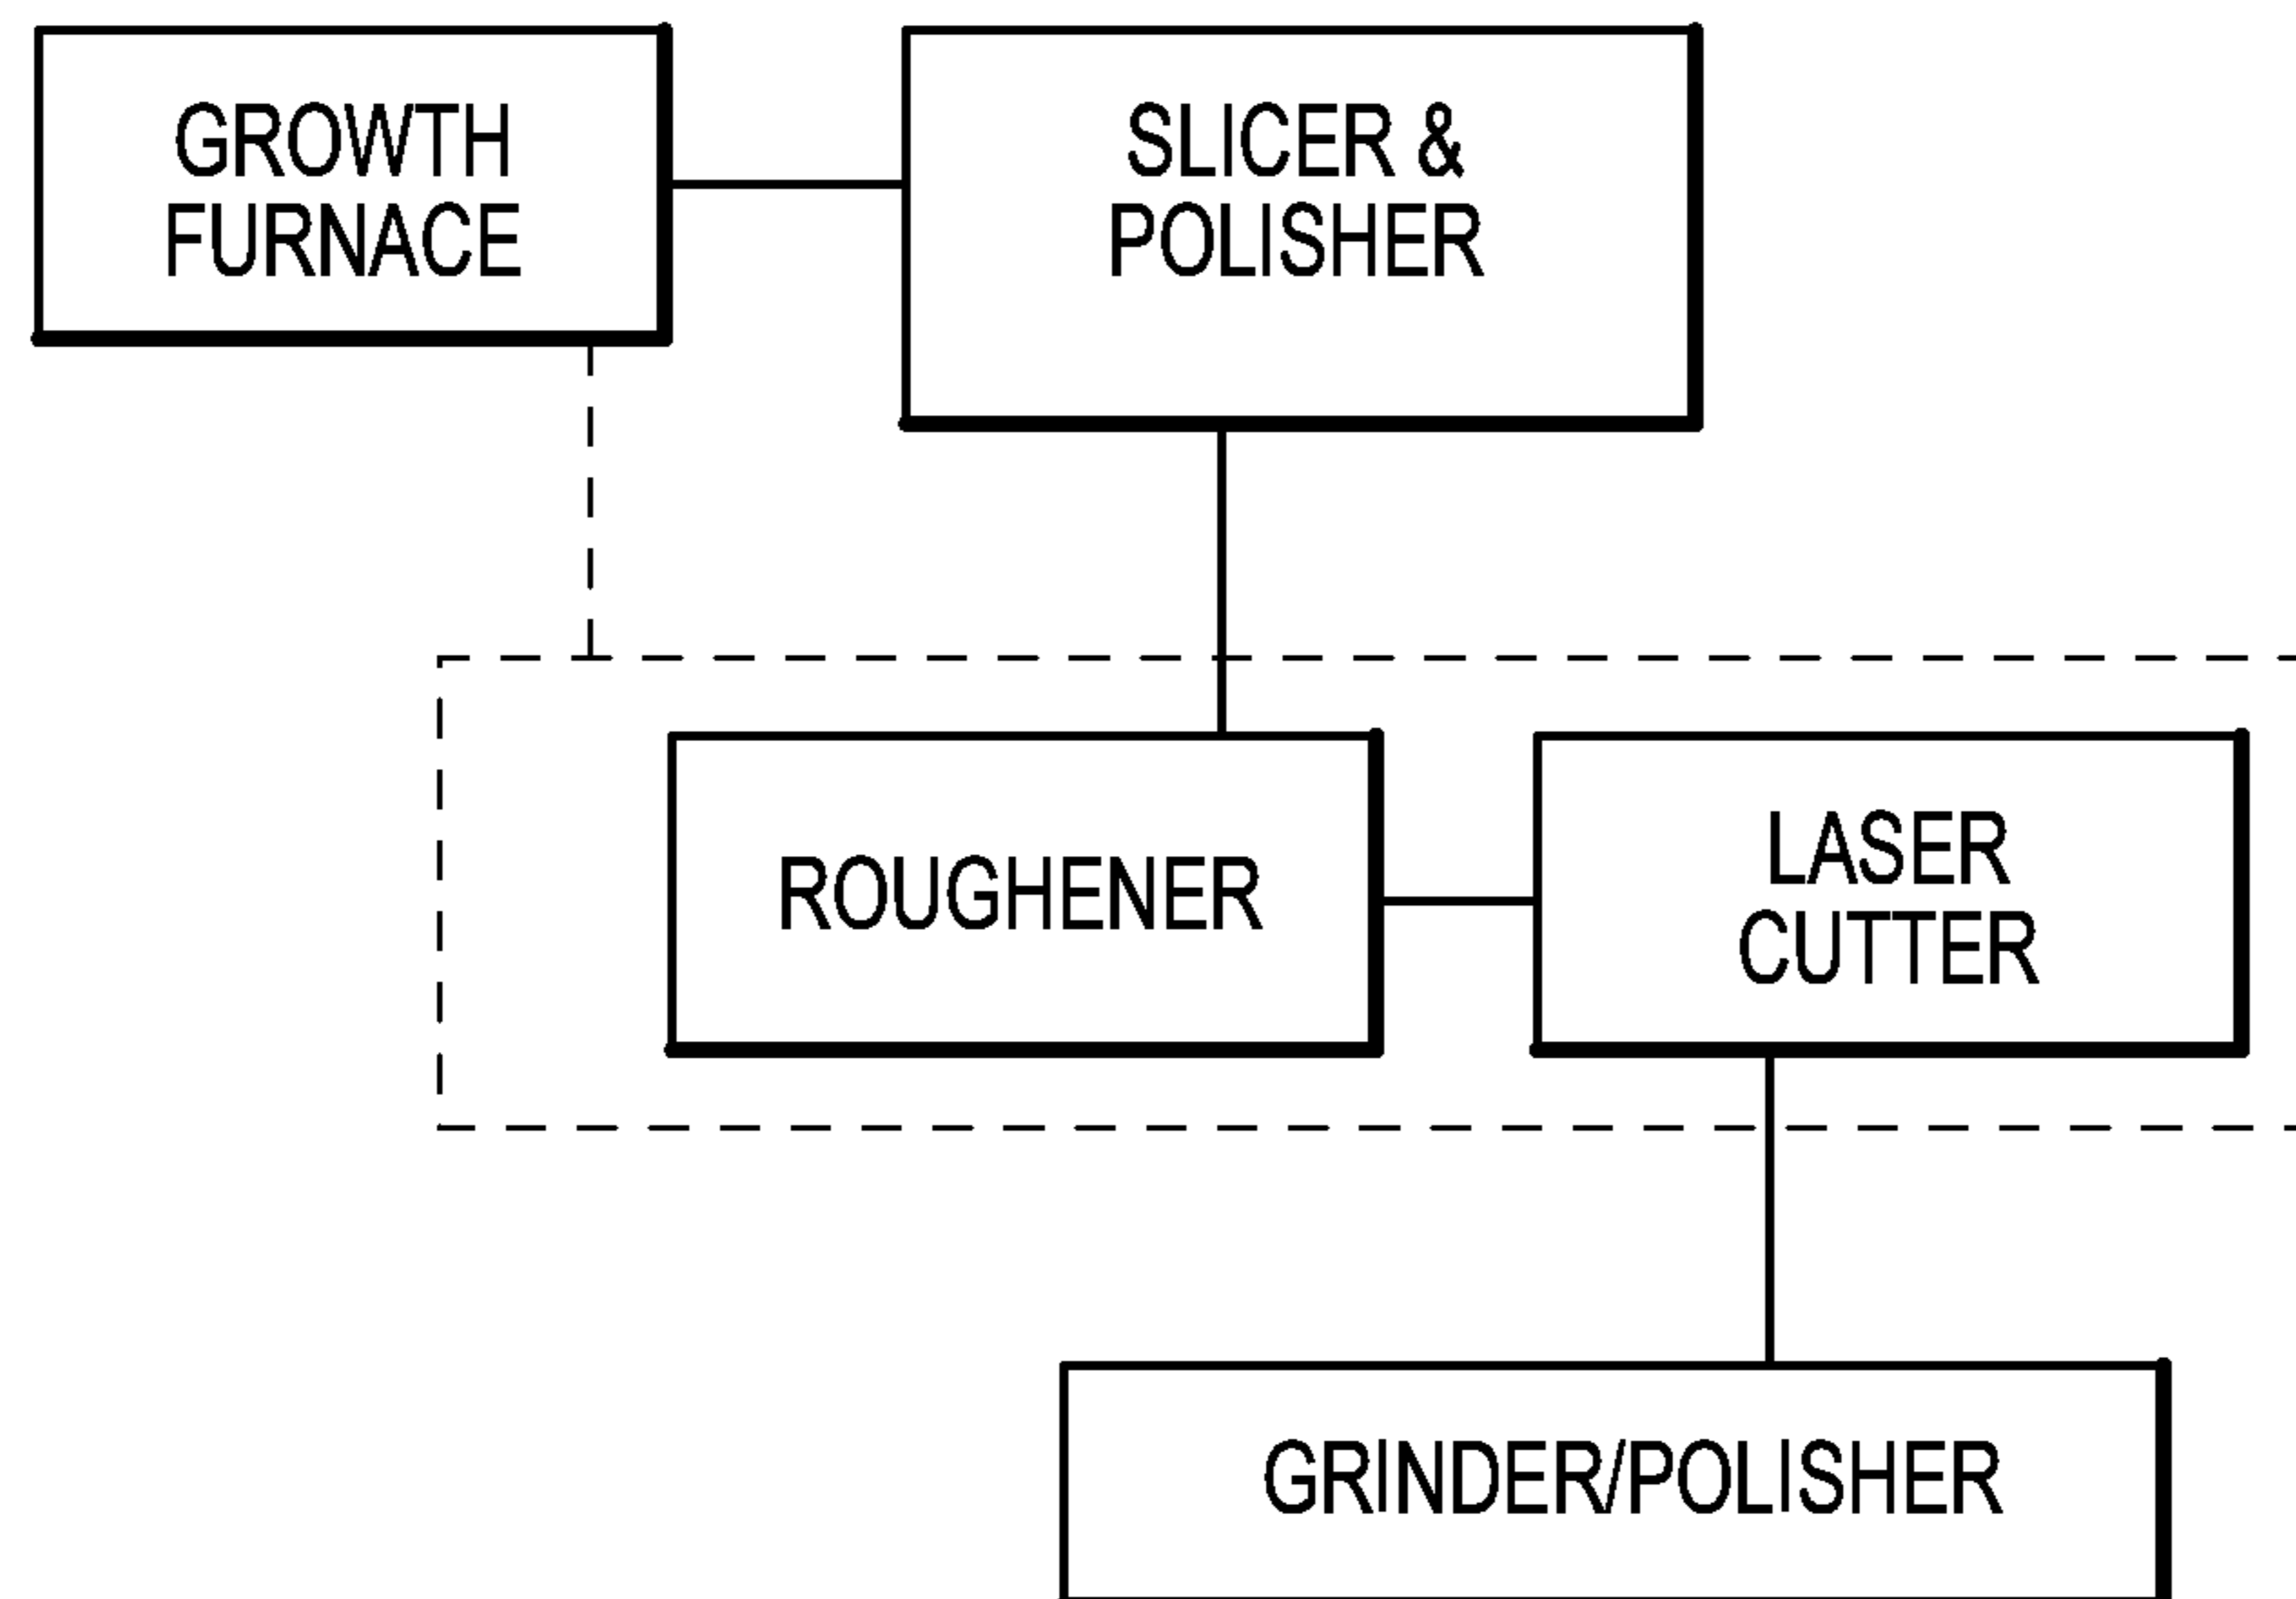 GROWTH
FURNACE
SLICER &
POLISHER
ROUGHENER
LASER
CUTTER
GRINDER/POLISHER